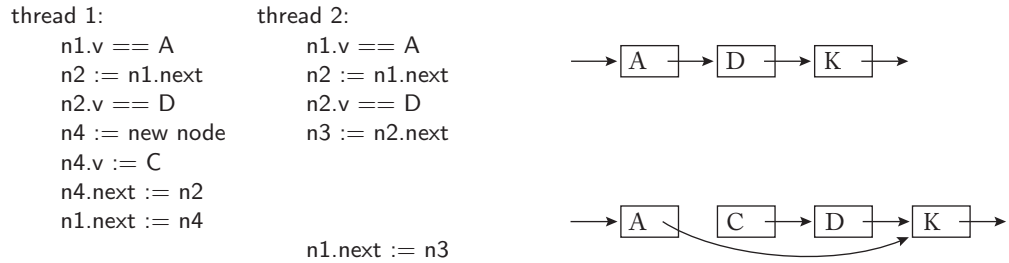 thread 1: thread 2:
n1.v == A n1.v == A
n2 := n1.next n2 := n1.next
n2.v == D n2.v == D
n4 := new node n3 := n2.next
n4.v := C
n4.next := n2
n1.next := n4
n1.next := n3
A D K
A C D K